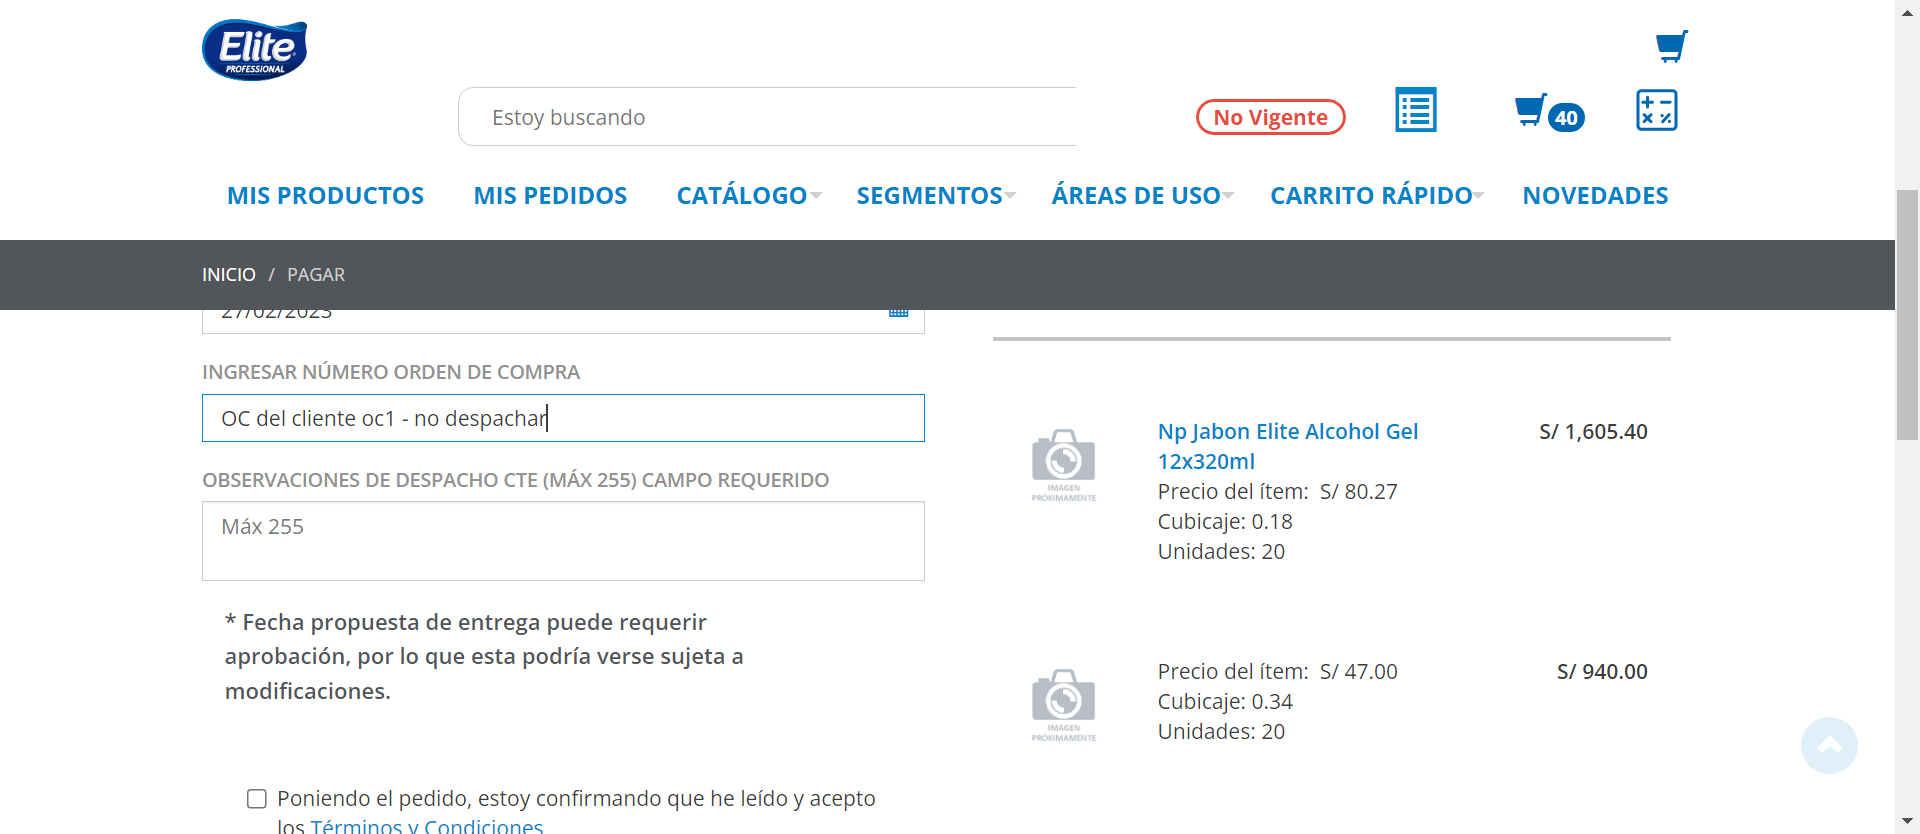 Elite
PROFESSIONAL
Estoy buscando
No Vigente
40
MIS PRODUCTOS
MIS PEDIDOS
CATÁLOGO
SEGMENTOS
ÁREAS DE USO
CARRITO RÁPIDO
NOVEDADES
INICIO / PAGAR
27/02/2023
INGRESAR NÚMERO ORDEN DE COMPRA
OC del cliente oc1 - no despachar
OBSERVACIONES DE DESPACHO CTE (MÁX 255) CAMPO REQUERIDO
Máx 255
* Fecha propuesta de entrega puede requerir
aprobación, por lo que esta podría verse sujeta a
modificaciones.
Poniendo el pedido, estoy confirmando que he leído y acepto
los Términos y Condiciones
IMAGEN
PRÓXIMAMENTE
Np Jabon Elite Alcohol Gel
12x320ml
S/ 1,605.40
Precio del ítem: S/ 80.27
Cubicaje: 0.18
Unidades: 20
IMAGEN
PRÓXIMAMENTE
Precio del ítem: S/ 47.00
S/ 940.00
Cubicaje: 0.34
Unidades: 20